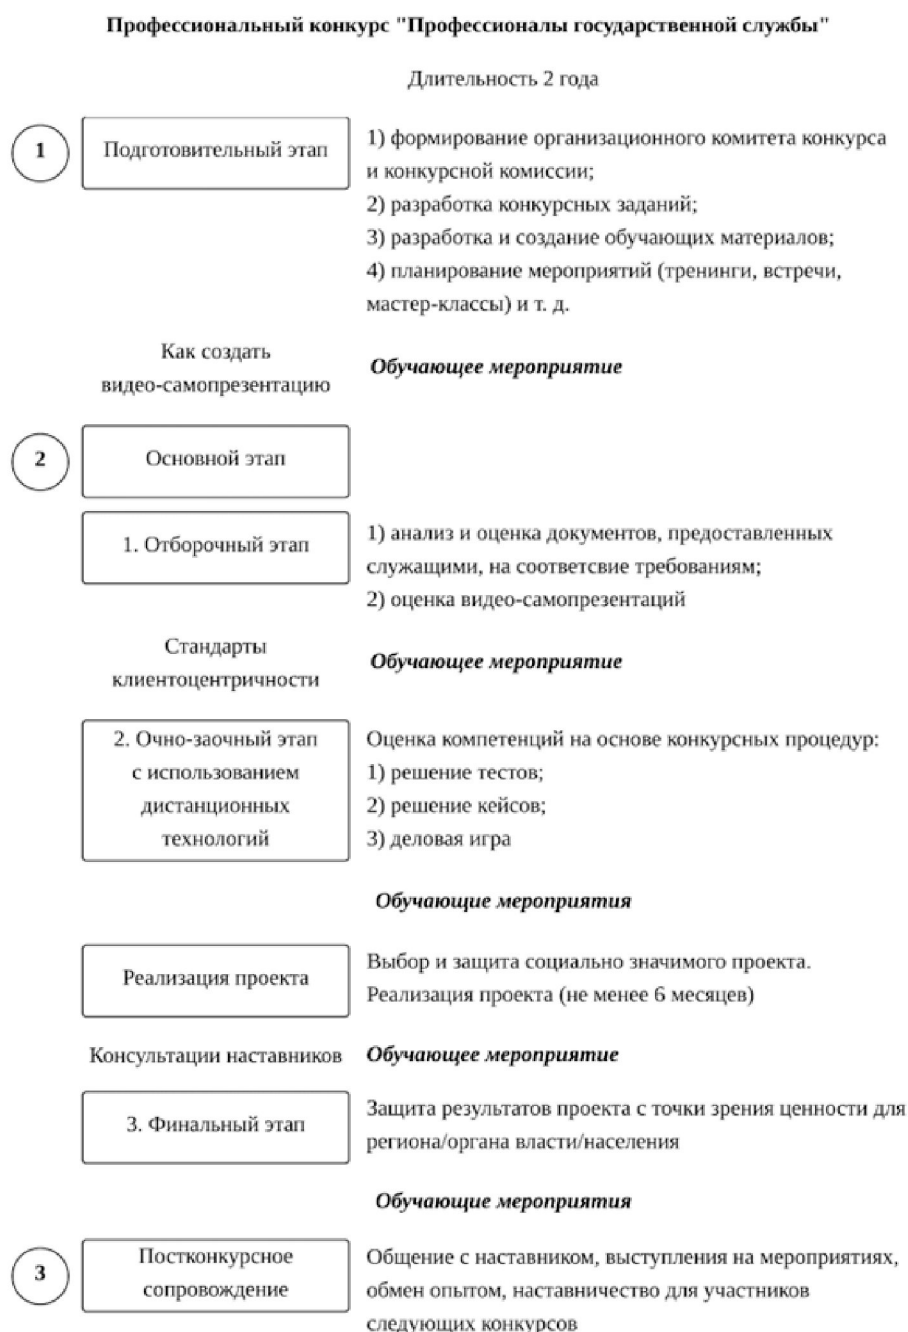 Профессиональный конкурс "Профессионалы государственной службы"
Длительность 2 года
1
Подготовительный этап
1) формирование организационного комитета конкурса
и конкурсной комиссии;
2) разработка конкурсных заданий;
3) разработка и создание обучающих материалов;
4) планирование мероприятий (тренинги, встречи,
мастер-классы) и т. д.
Как создать
видео-самопрезентацию
Обучающее мероприятие
2
Основной этап
1. Отборочный этап
1) анализ и оценка документов, предоставленных
служащими, на соответсвие требованиям;
2) оценка видео-самопрезентаций
Стандарты
клиентоцентричности
Обучающее мероприятие
2. Очно-заочный этап
с использованием
дистанционных
технологий
Оценка компетенций на основе конкурсных процедур:
1) решение тестов;
2) решение кейсов;
3) деловая игра
Обучающие мероприятия
Реализация проекта
Выбор и защита социально значимого проекта.
Реализация проекта (не менее 6 месяцев)
Консультации наставников
Обучающее мероприятие
3. Финальный этап
Защита результатов проекта с точки зрения ценности для
региона/органа власти/населения
Обучающие мероприятия
3
Постконкурсное
сопровождение
Общение с наставником, выступления на мероприятиях,
обмен опытом, наставничество для участников
следующих конкурсов